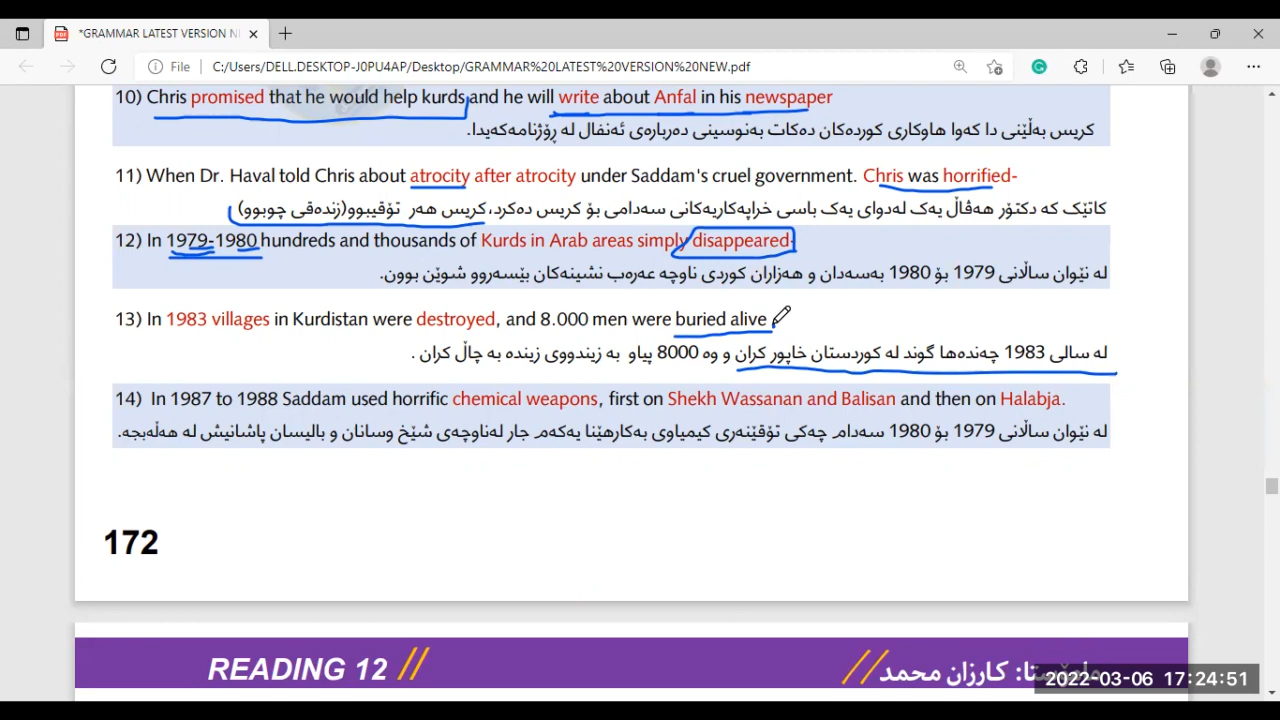 *GRAMMAR LATEST VERSION N
File
C:/Users/DELL.DESKTOP-J0PU4AP/Desktop/GRAMMAR%20LATEST%20VERSION%20NEW.pdf
10) Chris promised that he would help kurds and he will write about Anfal in his newspaper
کریس بەڵێنی دا کەوا هاوکاری کوردەکان دەکات بەنوسینی دەربارەی ئەنفال لە ڕۆژنامەکەیدا.
11) When Dr. Haval told Chris about atrocity after atrocity under Saddam's cruel government. Chris was horrified-
کاتێک کە دکتۆر هەڤاڵ یەک لەدوای یەک باسی خراپەکاریەکانی سەدامی بۆ کریس دەکرد، کریس هەر تۆقیبوو(زندەقی چوبوو)
12) In 1979-1980 hundreds and thousands of Kurds in Arab areas simply disappeared-
لە نێوان ساڵانی 1979 بۆ 1980 بەسەدان و هەزاران کوردی ناوچە عەرەب نشینەکان بێسەروو شوێن بوون.
13) In 1983 villages in Kurdistan were destroyed, and 8.000 men were buried alive
لە سالی 1983 چەندەها گوند لە کوردستان خاپور کران و وە 8000 پیاو بە زیندووی زیندە بە چاڵ کران .
14) In 1987 to 1988 Saddam used horrific chemical weapons, first on Shekh Wassanan and Balisan and then on Halabja.
لە نێوان ساڵانی 1979 بۆ 1980 سەدام چەکی تۆقێنەری کیمیاوی بەکارهێنا یەکەم جار لەناوچەی شێخ وسانان و بالیسان پاشانیش لە هەڵەبجە.
172
READING 12 //
// کارزان محمد
2022-03-06 17:24:51